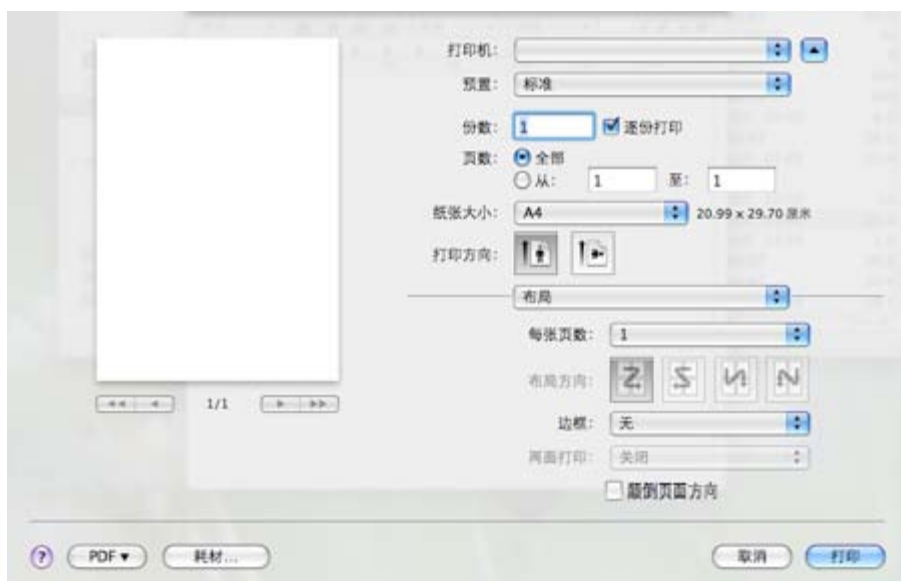 打印机:
预置: 标准
份数: 1 逐份打印
页数: 全部
从: 1 至: 1
纸张大小: A4 20.99 x 29.70 厘米
打印方向:
布局
每张页数: 1
布局方向:
边框: 无
两面打印: 关闭
颠倒页面方向
1/1
? PDF 耗材... 取消 打印